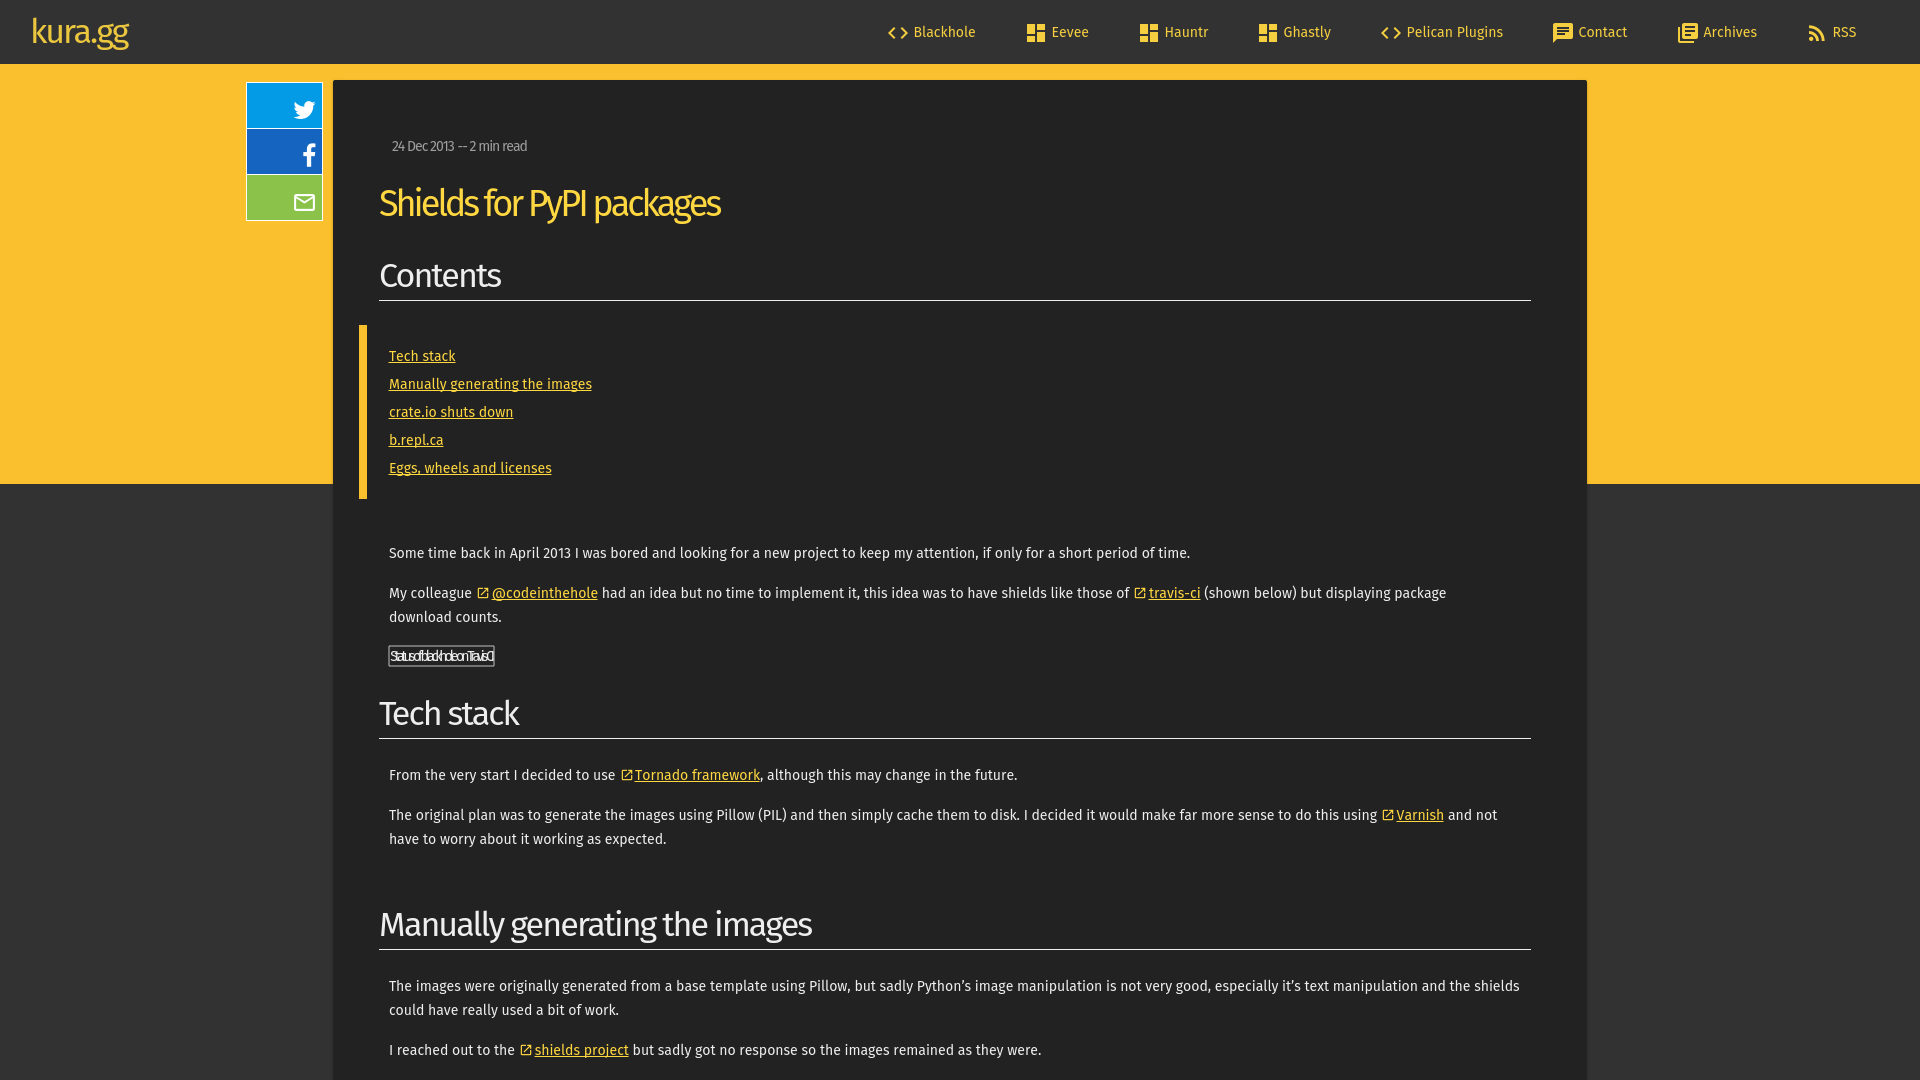 kura.gg
Blackhole
Eevee
Hauntr
Ghastly
Pelican Plugins
Contact
Archives
RSS
24 Dec 2013 -- 2 min read
Shields for PyPI packages
Contents
Tech stack
Manually generating the images
crate.io shuts down
b.repl.ca
Eggs, wheels and licenses
Some time back in April 2013 I was bored and looking for a new project to keep my attention, if only for a short period of time.
My colleague @codeinthehole had an idea but no time to implement it, this idea was to have shields like those of travis-ci (shown below) but displaying package
download counts.
Status of blackhole on Travis CI
Tech stack
From the very start I decided to use Tornado framework, although this may change in the future.
The original plan was to generate the images using Pillow (PIL) and then simply cache them to disk. I decided it would make far more sense to do this using Varnish and not
have to worry about it working as expected.
Manually generating the images
The images were originally generated from a base template using Pillow, but sadly Python’s image manipulation is not very good, especially it’s text manipulation and the shields
could have really used a bit of work.
I reached out to the shields project but sadly got no response so the images remained as they were.